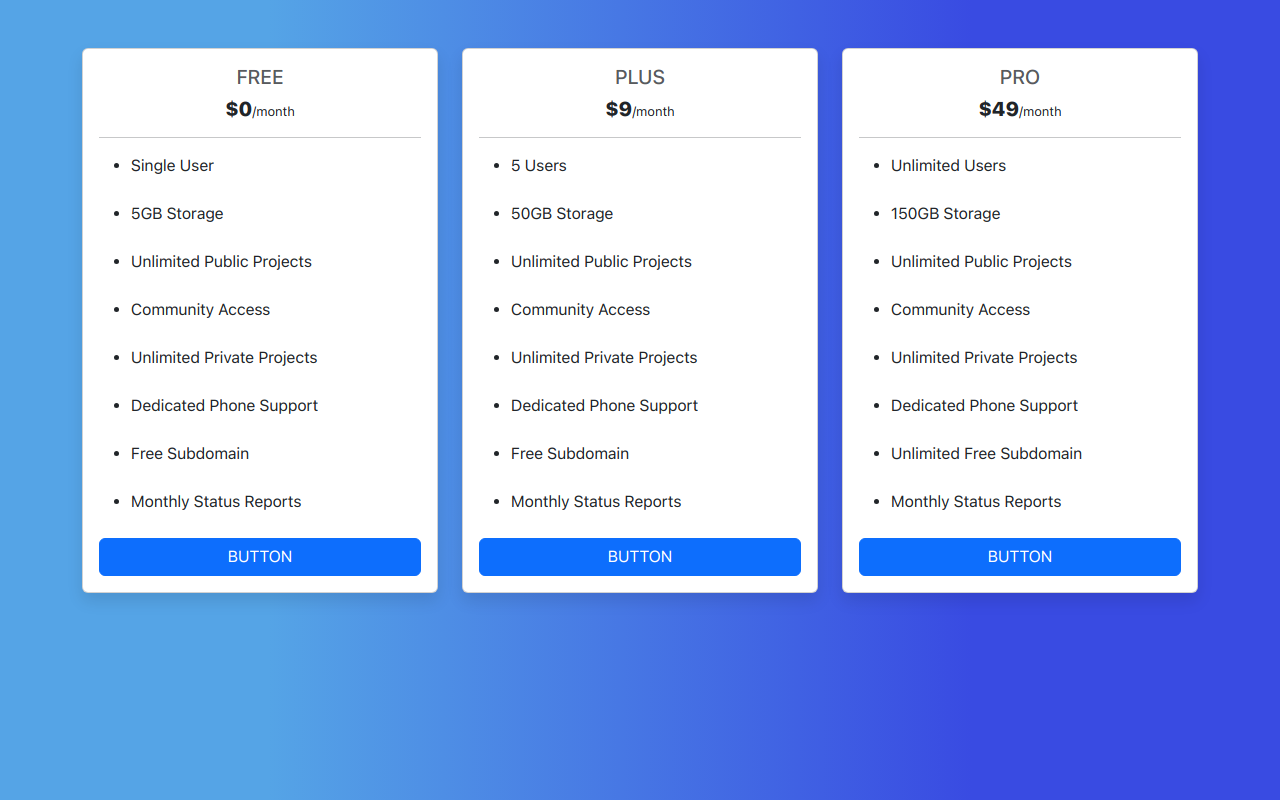 FREE
$0/month
Single User
5GB Storage
Unlimited Public Projects
Community Access
Unlimited Private Projects
Dedicated Phone Support
Free Subdomain
Monthly Status Reports
BUTTON
PLUS
$9/month
5 Users
50GB Storage
Unlimited Public Projects
Community Access
Unlimited Private Projects
Dedicated Phone Support
Free Subdomain
Monthly Status Reports
BUTTON
PRO
$49/month
Unlimited Users
150GB Storage
Unlimited Public Projects
Community Access
Unlimited Private Projects
Dedicated Phone Support
Unlimited Free Subdomain
Monthly Status Reports
BUTTON